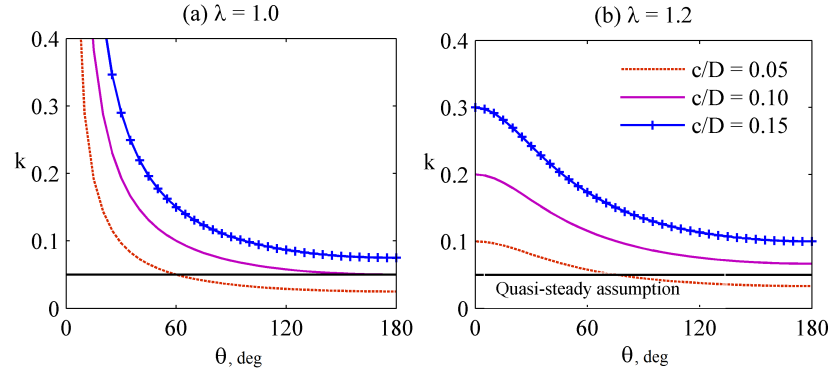 (a) λ = 1.0
0.4
0.3
k
0.2
0.1
0
0
60
120
180
θ, deg
(b) λ = 1.2
0.4
0.3
k
0.2
0.1
0
0
60
120
180
θ, deg
c/D = 0.05
c/D = 0.10
c/D = 0.15
Quasi-steady assumption